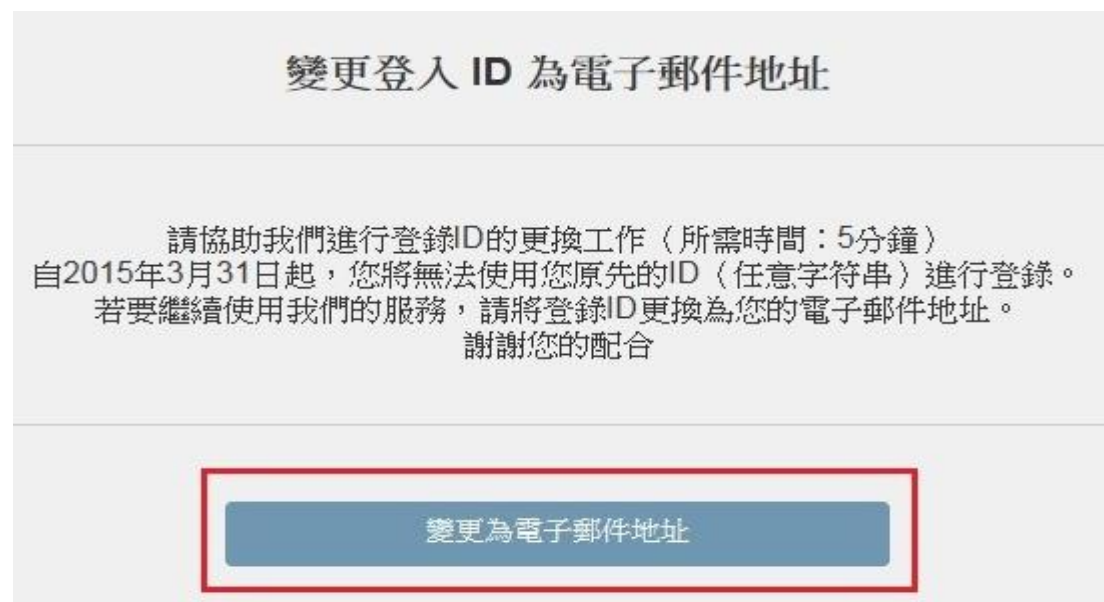 變更登入 ID 為電子郵件地址
請協助我們進行登錄ID的更換工作（所需時間：5分鐘）
自2015年3月31日起，您將無法使用您原先的ID（任意字符串）進行登錄。
若要繼續使用我們的服務，請將登錄ID更換為您的電子郵件地址。
謝謝您的配合
變更為電子郵件地址